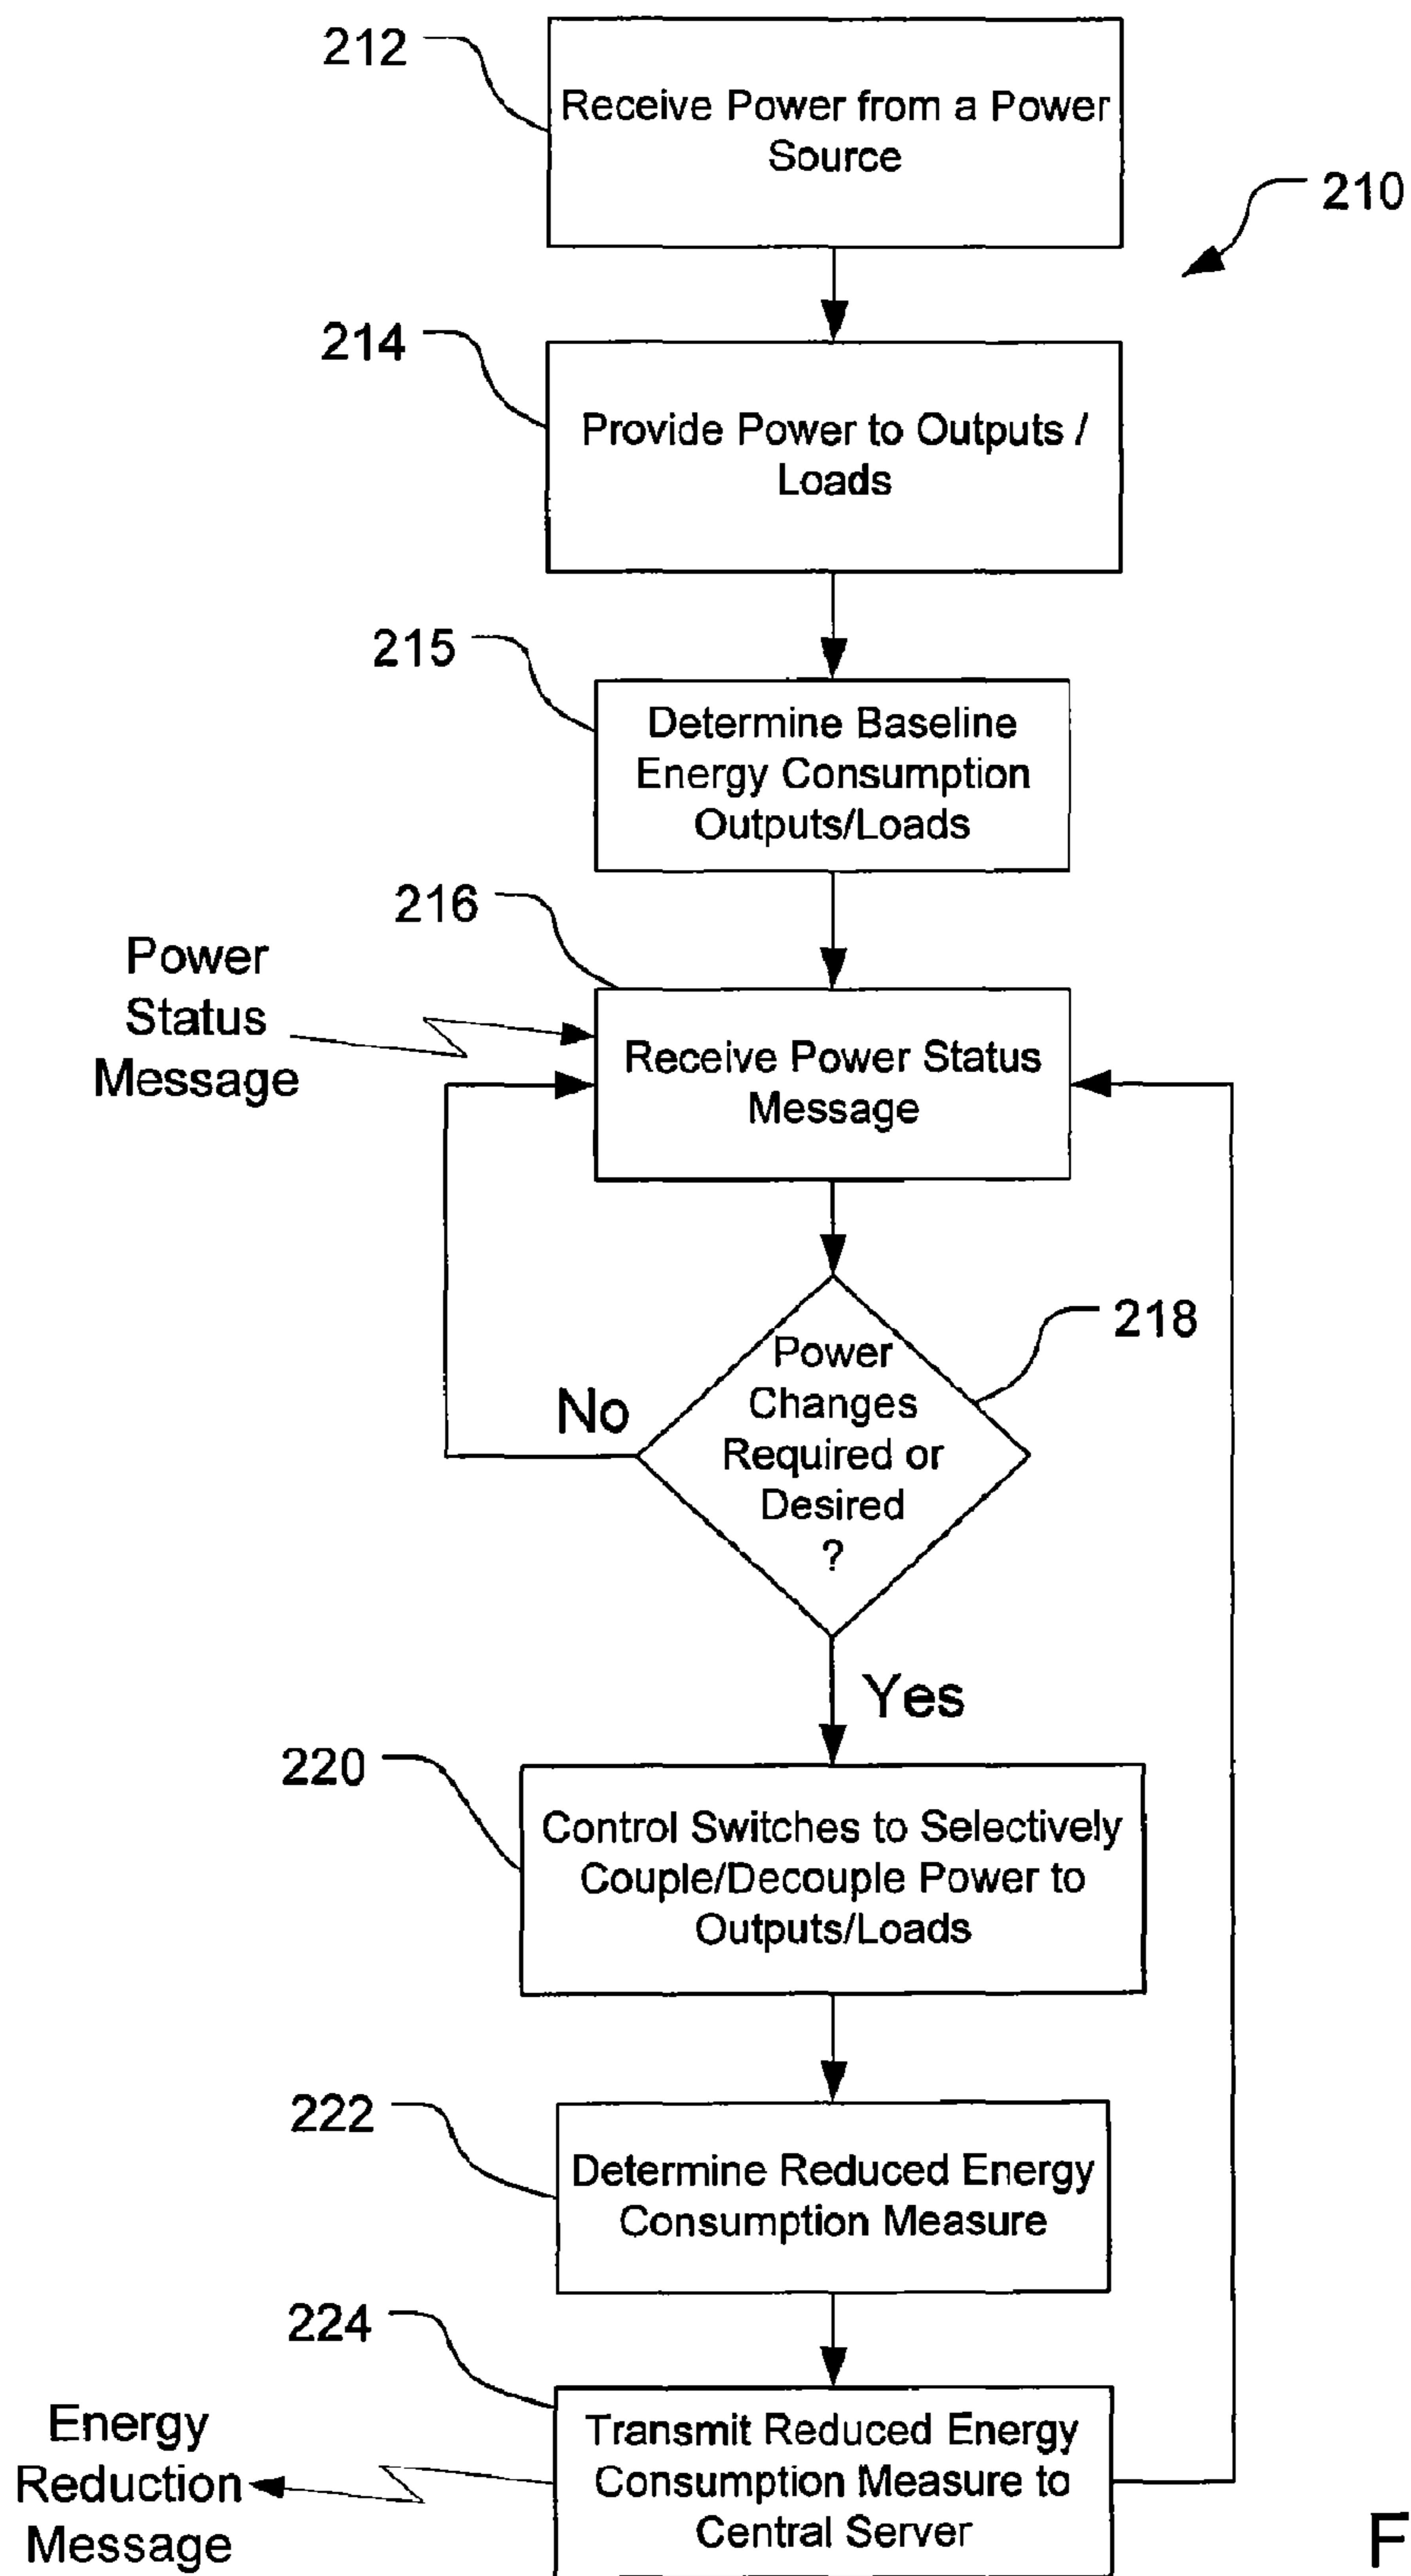 212
Receive Power from a Power
Source
210
214
Provide Power to Outputs /
Loads
215
Determine Baseline
Energy Consumption
Outputs/Loads
216
Power
Status
Message
Receive Power Status
Message
218
Power
Changes
Required or
Desired
?
No
Yes
220
Control Switches to Selectively
Couple/Decouple Power to
Outputs/Loads
222
Determine Reduced Energy
Consumption Measure
224
Energy
Reduction
Message
Transmit Reduced Energy
Consumption Measure to
Central Server
F